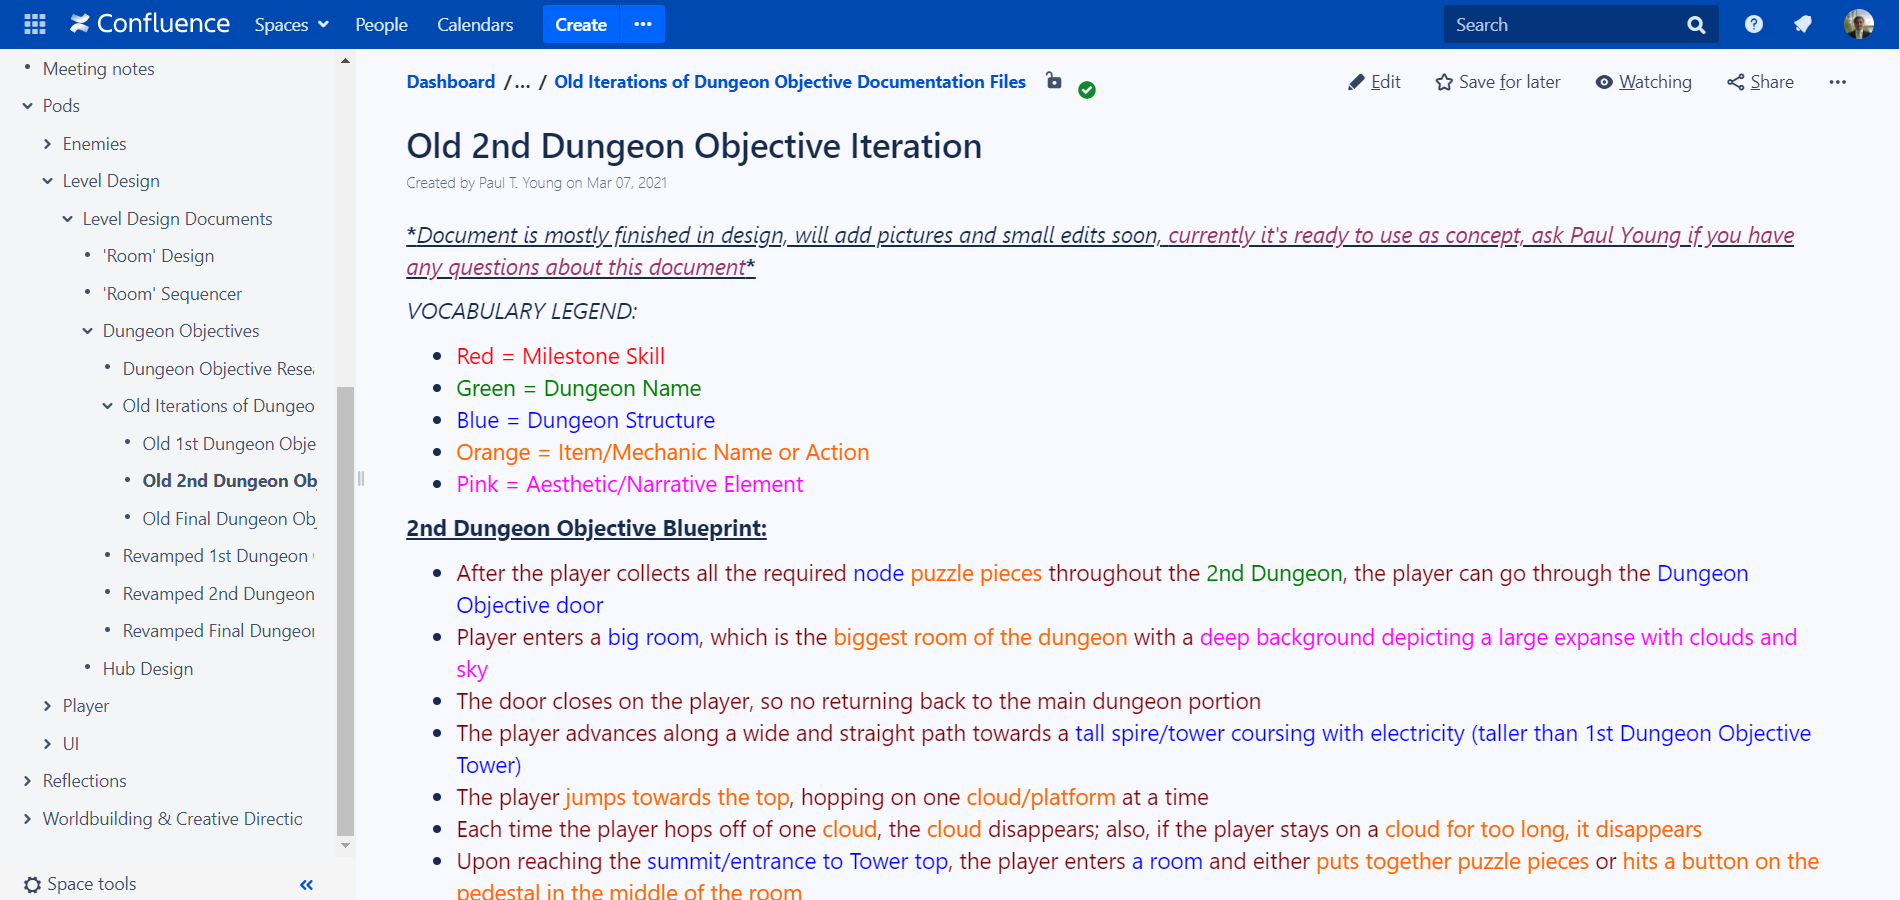 Confluence Spaces People Calendars Create ••• Search
Meeting notes
Pods
Enemies
Level Design
Level Design Documents
'Room' Design
'Room' Sequencer
Dungeon Objectives
Dungeon Objective Rese
Old Iterations of Dungeo
Old 1st Dungeon Obje
Old 2nd Dungeon Ob
Old Final Dungeon Ob
Revamped 1st Dungeon
Revamped 2nd Dungeon
Revamped Final Dungeo
Hub Design
Player
UI
Reflections
Worldbuilding & Creative Directi
Space tools
Dashboard /... / Old Iterations of Dungeon Objective Documentation Files
Edit Save for later Watching Share •••
Old 2nd Dungeon Objective Iteration
Created by Paul T. Young on Mar 07, 2021
*Document is mostly finished in design, will add pictures and small edits soon, currently it's ready to use as concept, ask Paul Young if you have
any questions about this document*
VOCABULARY LEGEND:
• Red = Milestone Skill
• Green = Dungeon Name
• Blue = Dungeon Structure
• Orange = Item/Mechanic Name or Action
• Pink = Aesthetic/Narrative Element
2nd Dungeon Objective Blueprint:
• After the player collects all the required node puzzle pieces throughout the 2nd Dungeon, the player can go through the Dungeon
Objective door
• Player enters a big room, which is the biggest room of the dungeon with a deep background depicting a large expanse with clouds and
sky
• The door closes on the player, so no returning back to the main dungeon portion
• The player advances along a wide and straight path towards a tall spire/tower coursing with electricity (taller than 1st Dungeon Objective
Tower)
• The player jumps towards the top, hopping on one cloud/platform at a time
• Each time the player hops off of one cloud, the cloud disappears; also, if the player stays on a cloud for too long, it disappears
• Upon reaching the summit/entrance to Tower top, the player enters a room and either puts together puzzle pieces or hits a button on the
pedestal in the middle of the room